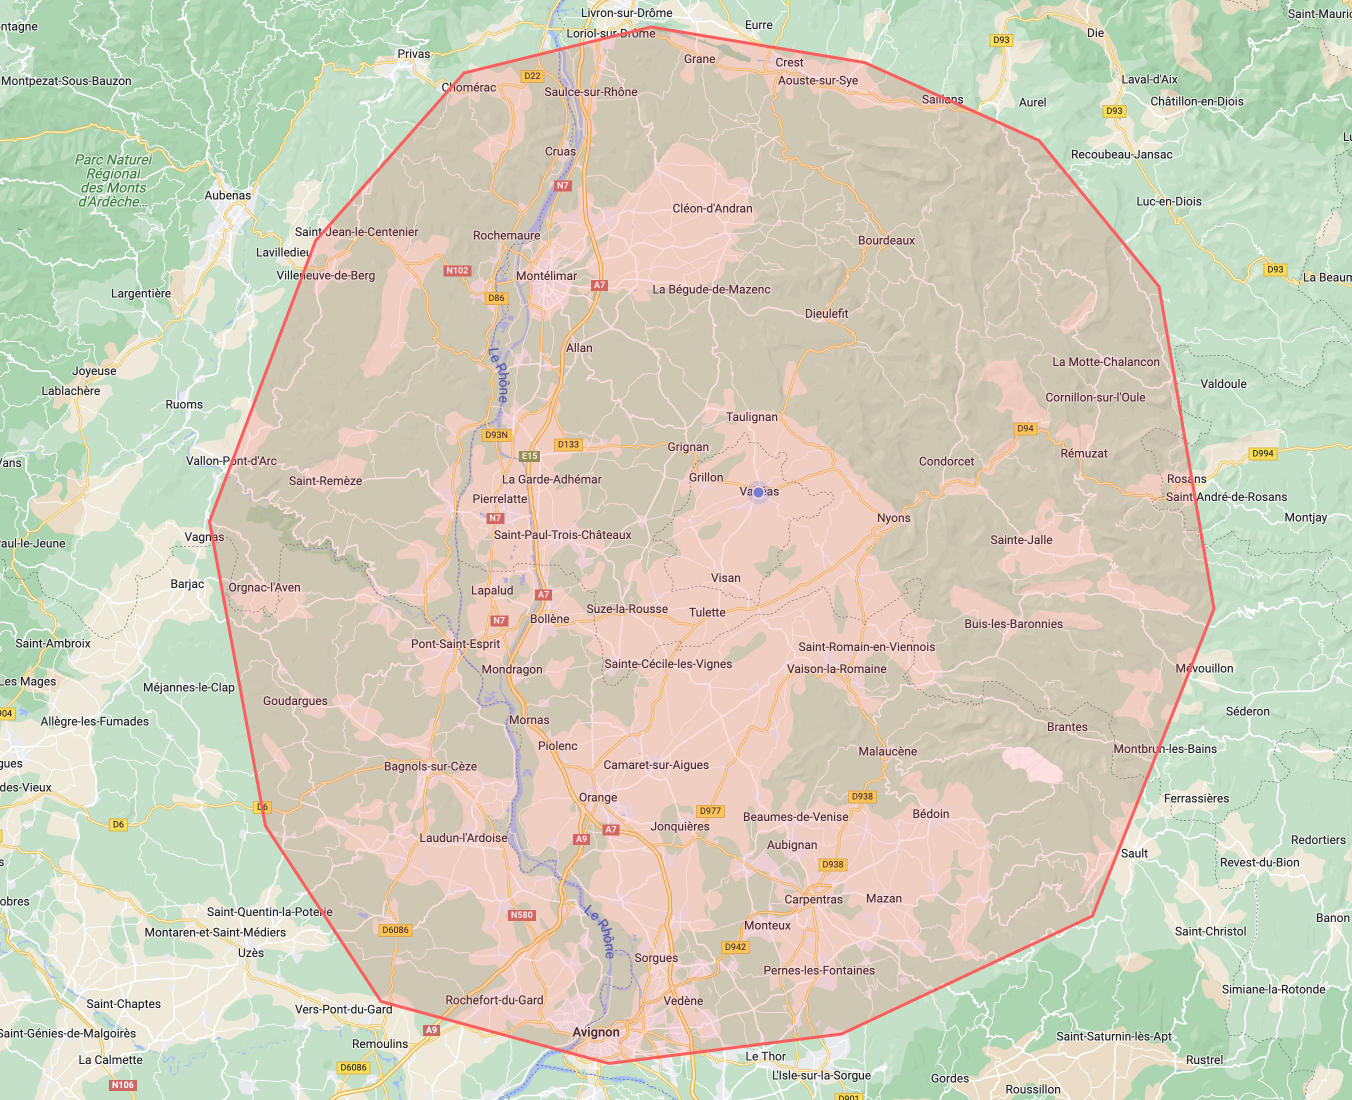 Livron-sur-Drôme
Saint-Mauric
ntagne
Eurre
Die
Loriol-sur-Drôme
D93
Privas
Grane
Crest
D22
Aouste-sur-Sye
Laval-d'Aix
Montpezat-Sous-Bauzon
Chomérac
Saulce-sur-Rhône
Saillans
Aurel
Châtillon-en-Diois
D93
Cruas
Recoubeau-Jansac
Parc Naturel
Régional
des Monts
d'Ardèche...
N7
Aubenas
Luc-en-Diois
Cléon-d'Andran
Saint-Jean-le-Centenier
Rochemaure
Bourdeaux
Lavilledieu
Villeneuve-de-Berg
N102
Montélimar
D93
La Beaum
A7
La Bégude-de-Mazenc
Largentière
D86
Dieulefit
Allan
La Motte-Chalancon
Le Rhône
Joyeuse
Valdoule
Lablachère
Ruoms
Cornillon-sur-l'Oule
Taulignan
D93N
D133
D94
Grignan
E15
Rémuzat
D994
Vallon-Pont-d'Arc
Condorcet
ans
Saint-Remèze
La Garde-Adhémar
Grillon
Rosans
Pierrelatte
Saint-André-de-Rosans
N7
Nyons
Montjay
Saint-Paul-Trois-Châteaux
Vagnas
aul-le-Jeune
Sainte-Jalle
Barjac
Orgnac-l'Aven
Visan
Lapalud
A7
Suze-la-Rousse
Tulette
N7
Bollène
Buis-les-Baronnies
Saint-Ambroix
Pont-Saint-Esprit
Saint-Romain-en-Viennois
Mondragon
Sainte-Cécile-les-Vignes
Vaison-la-Romaine
Mévouillon
Les Mages
Méjannes-le-Clap
Goudargues
904
Allègre-les-Fumades
Mornas
Séderon
Brantes
Piolenc
Malaucène
Montbrun-les-Bains
gues
Bagnols-sur-Cèze
Camaret-sur-Aigues
des-Vieux
Orange
D938
Ferrassières
D6
D977
Beaumes-de-Venise
Bédoin
D6
A7
Jonquières
A9
Laudun-l'Ardoise
Aubignan
Redortiers
Sault
D938
Revest-du-Bion
obres
Carpentras
Mazan
Saint-Quentin-la-Poterie
N580
Le Rhône
Banon
Montaren-et-Saint-Médiers
D6086
Monteux
Saint-Christol
Uzès
D942
Sorgues
Pernes-les-Fontaines
Simiane-la-Rotonde
Saint-Chaptes
Rochefort-du-Gard
Vedène
Vers-Pont-du-Gard
Saint-Génies-de-Malgoirès
A9
Avignon
Saint-Saturnin-lès-Apt
Remoulins
La Calmette
D6086
Le Thor
Rustrel
L'Isle-sur-la-Sorgue
N106
Gordes
Roussillon
D901